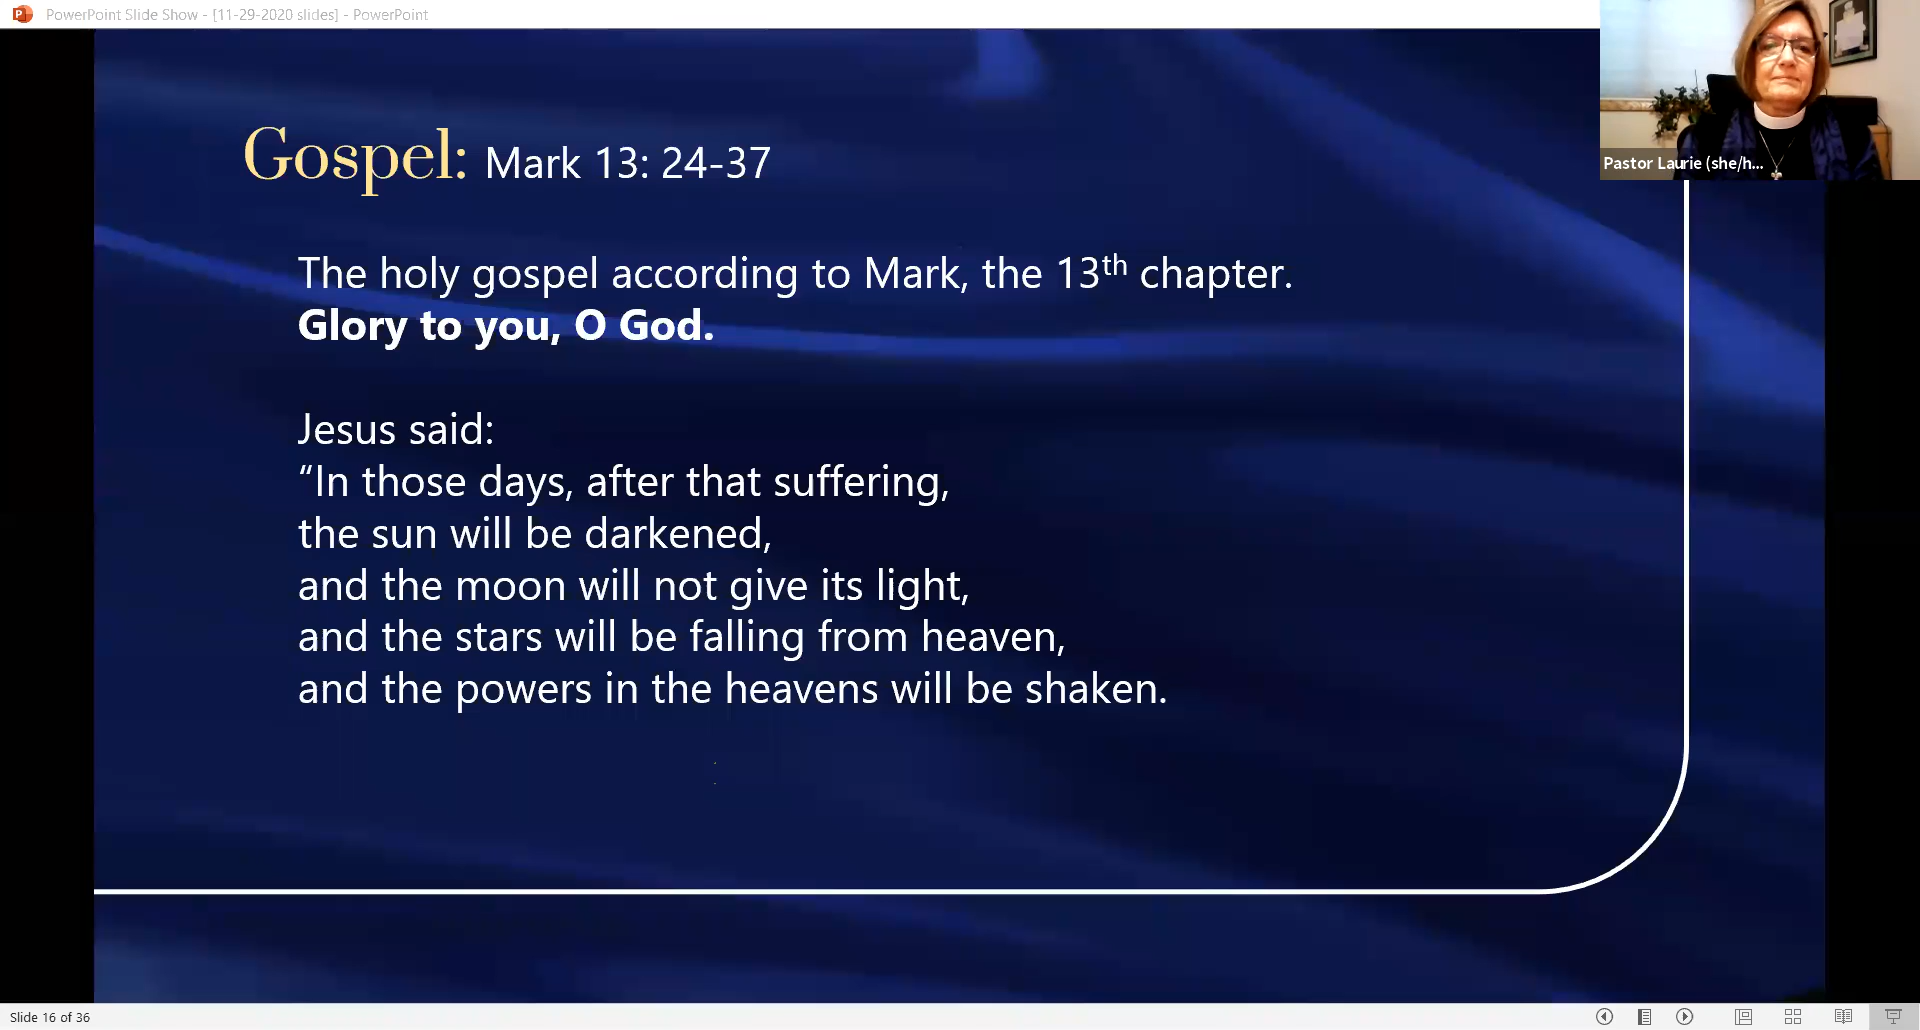 PowerPoint Slide Show - [11-29-2020 slides] - PowerPoint
Pastor Laurie (she/h...
Gospel: Mark 13: 24-37
The holy gospel according to Mark, the 13th chapter.
Glory to you, O God.
Jesus said:
“In those days, after that suffering,
the sun will be darkened,
and the moon will not give its light,
and the stars will be falling from heaven,
and the powers in the heavens will be shaken.
Slide 16 of 36